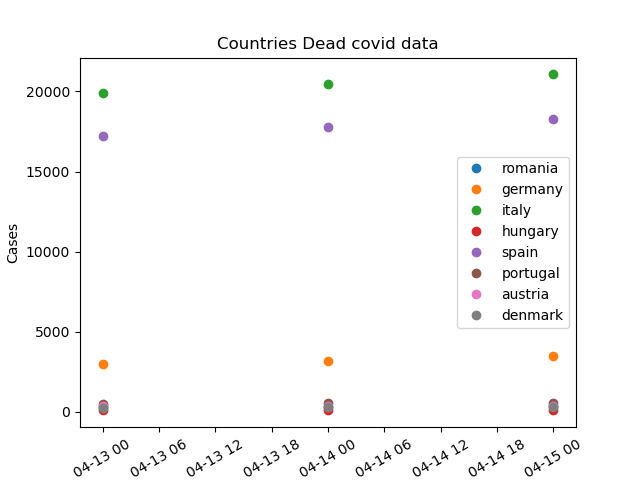 Countries Dead covid data
20000
15000
10000
5000
0
Cases
romania
germany
italy
hungary
spain
portugal
austria
denmark
04-13 00
04-13 06
04-13 12
04-13 18
04-14 00
04-14 06
04-14 12
04-14 18
04-15 00